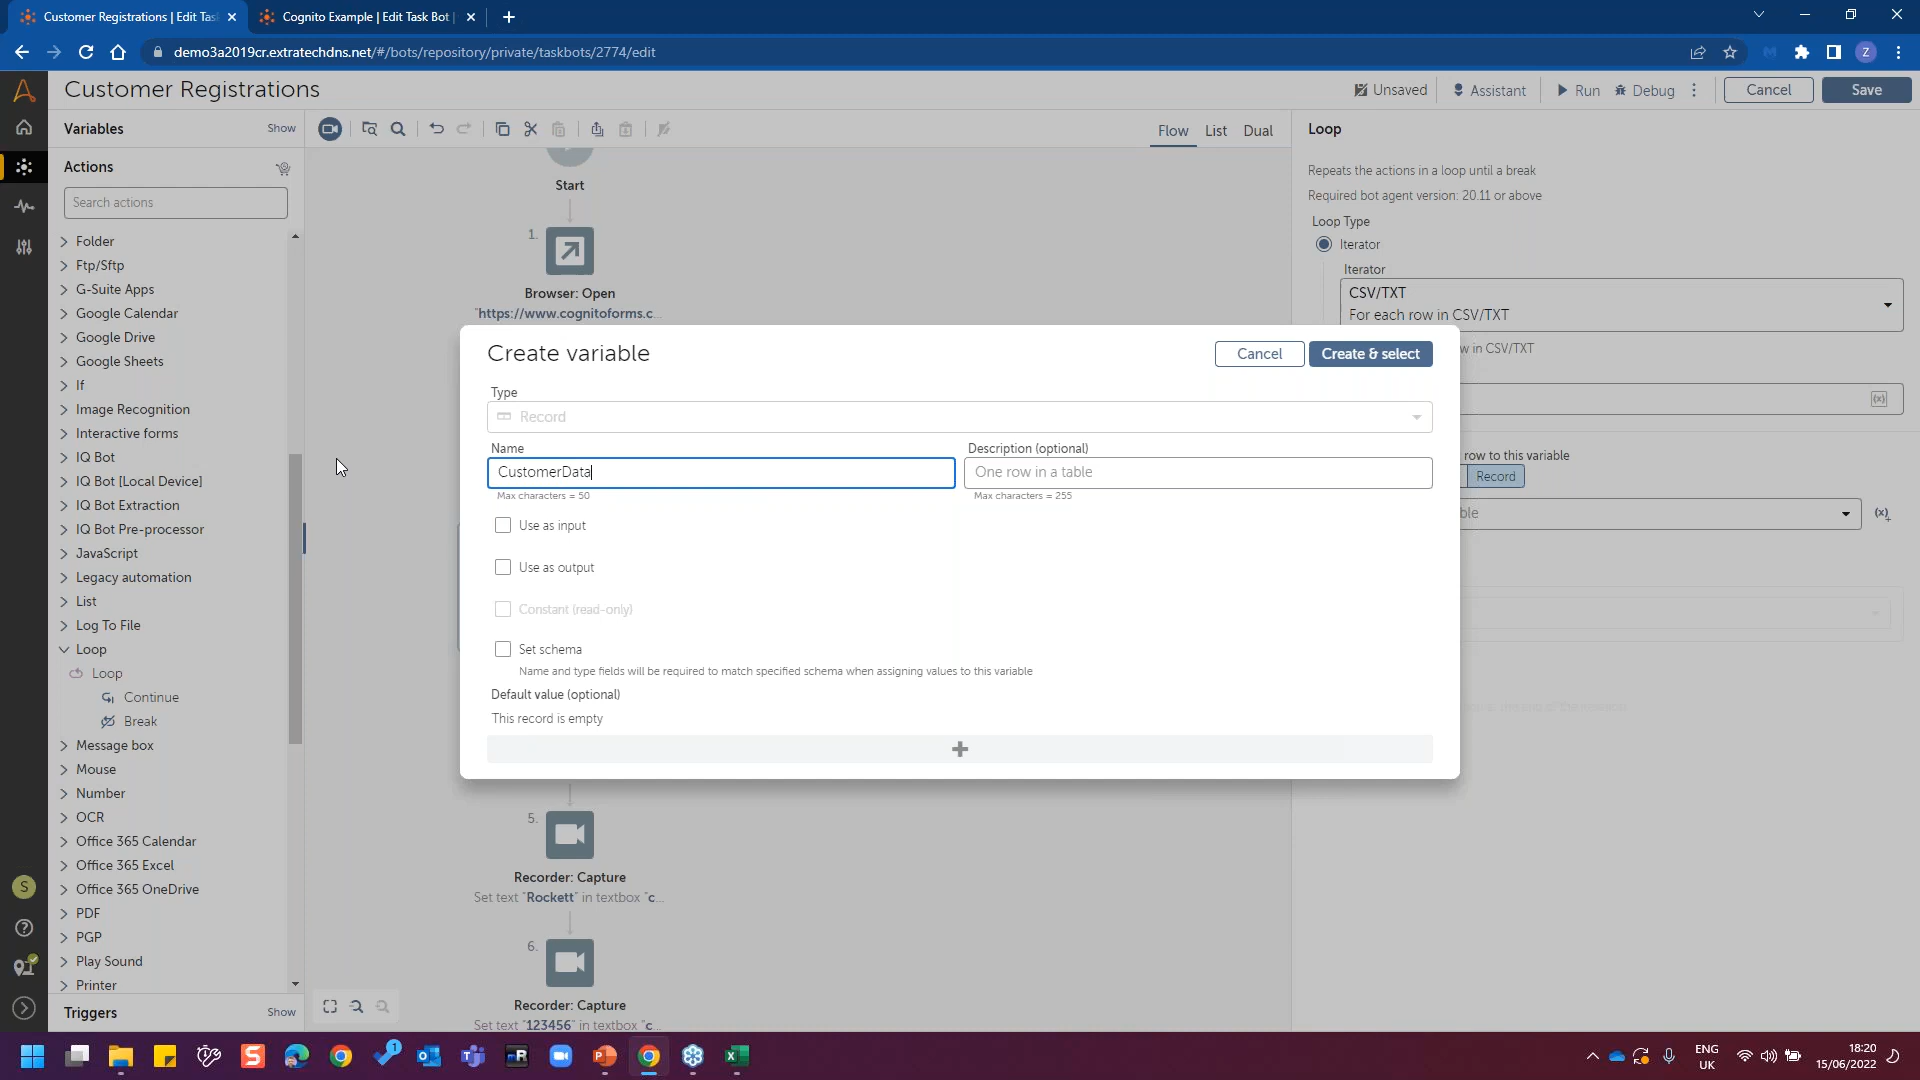 Customer Registrations | Edit Tas
Cognito Example | Edit Task Bot |
demo3a2019cr.extratechdns.net/#/bots/repository/private/taskbots/2774/edit
Z
Customer Registrations
Unsaved
Assistant
Run
Debug
Cancel
Save
Variables
Show
Flow
List
Dual
Loop
Actions
Search actions
Folder
Ftp/Sftp
G-Suite Apps
Google Calendar
Google Drive
Google Sheets
If
Image Recognition
Interactive forms
IQ Bot
IQ Bot [Local Device]
IQ Bot Extraction
IQ Bot Pre-processor
JavaScript
Legacy automation
List
Log To File
Loop
Loop
Continue
Break
Message box
Mouse
Number
OCR
Office 365 Calendar
Office 365 Excel
Office 365 OneDrive
PDF
PGP
Play Sound
Printer
Triggers
Show
Start
1.
Browser: Open
"https://www.cognitoforms.c...
5.
Recorder: Capture
Set text "Rockett" in textbox "c...
6.
Recorder: Capture
Set text "123456" in textbox "c...
Repeats the actions in a loop until a break
Required bot agent version: 20.11 or above
Loop Type
Iterator
Iterator
CSV/TXT
For each row in CSV/TXT
w in CSV/TXT
(x)
row to this variable
Record
ble
(x)+
Create variable
Cancel
Create & select
Type
Record
Name
Description (optional)
CustomerData
One row in a table
Max characters = 50
Max characters = 255
Use as input
Use as output
Constant (read-only)
Set schema
Name and type fields will be required to match specified schema when assigning values to this variable
Default value (optional)
This record is empty
S
1
ENG
UK
18:20
15/06/2022